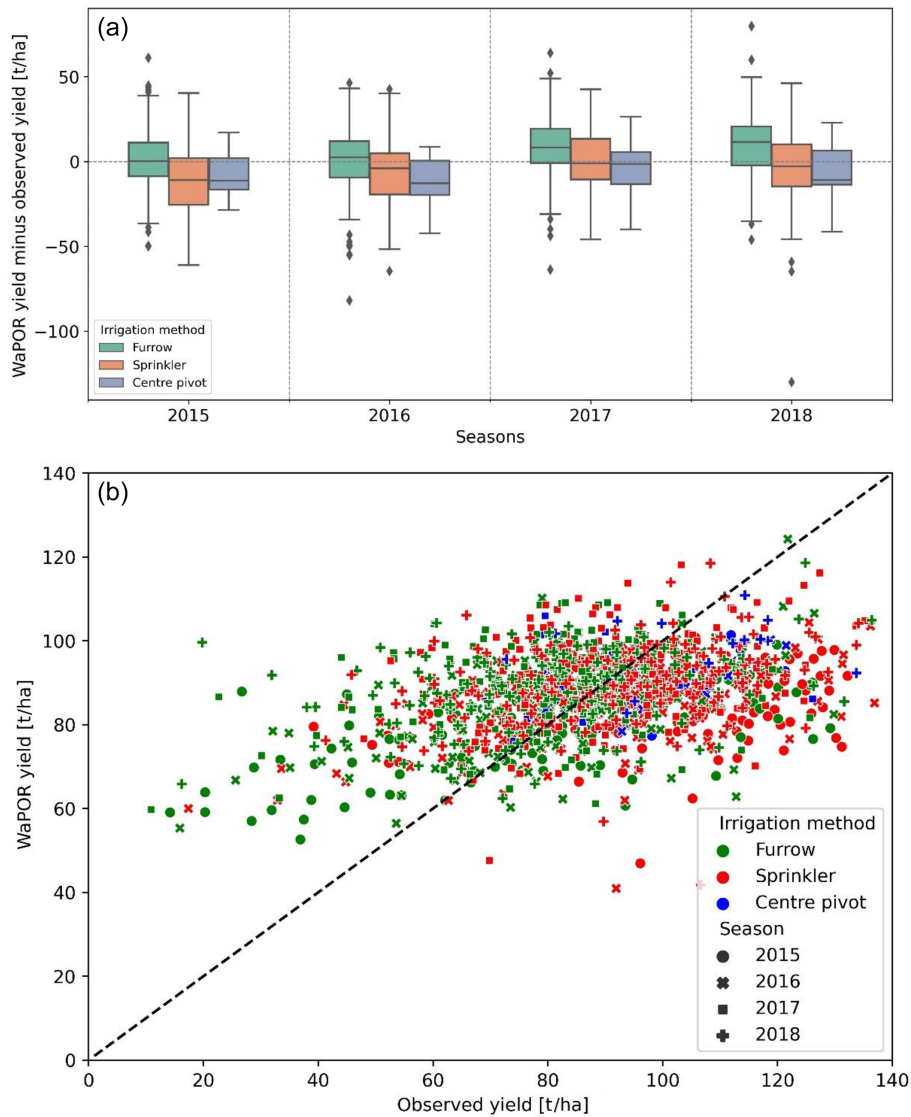 (a)
WaPOR yield minus observed yield [t/ha]
50
0
−50
−100
Irrigation method
Furrow
Sprinkler
Centre pivot
2015 2016 2017 2018
Seasons
(b)
WaPOR yield [t/ha]
140
120
100
80
60
40
20
0
Irrigation method
Furrow
Sprinkler
Centre pivot
Season
2015
2016
2017
2018
0 20 40 60 80 100 120 140
Observed yield [t/ha]